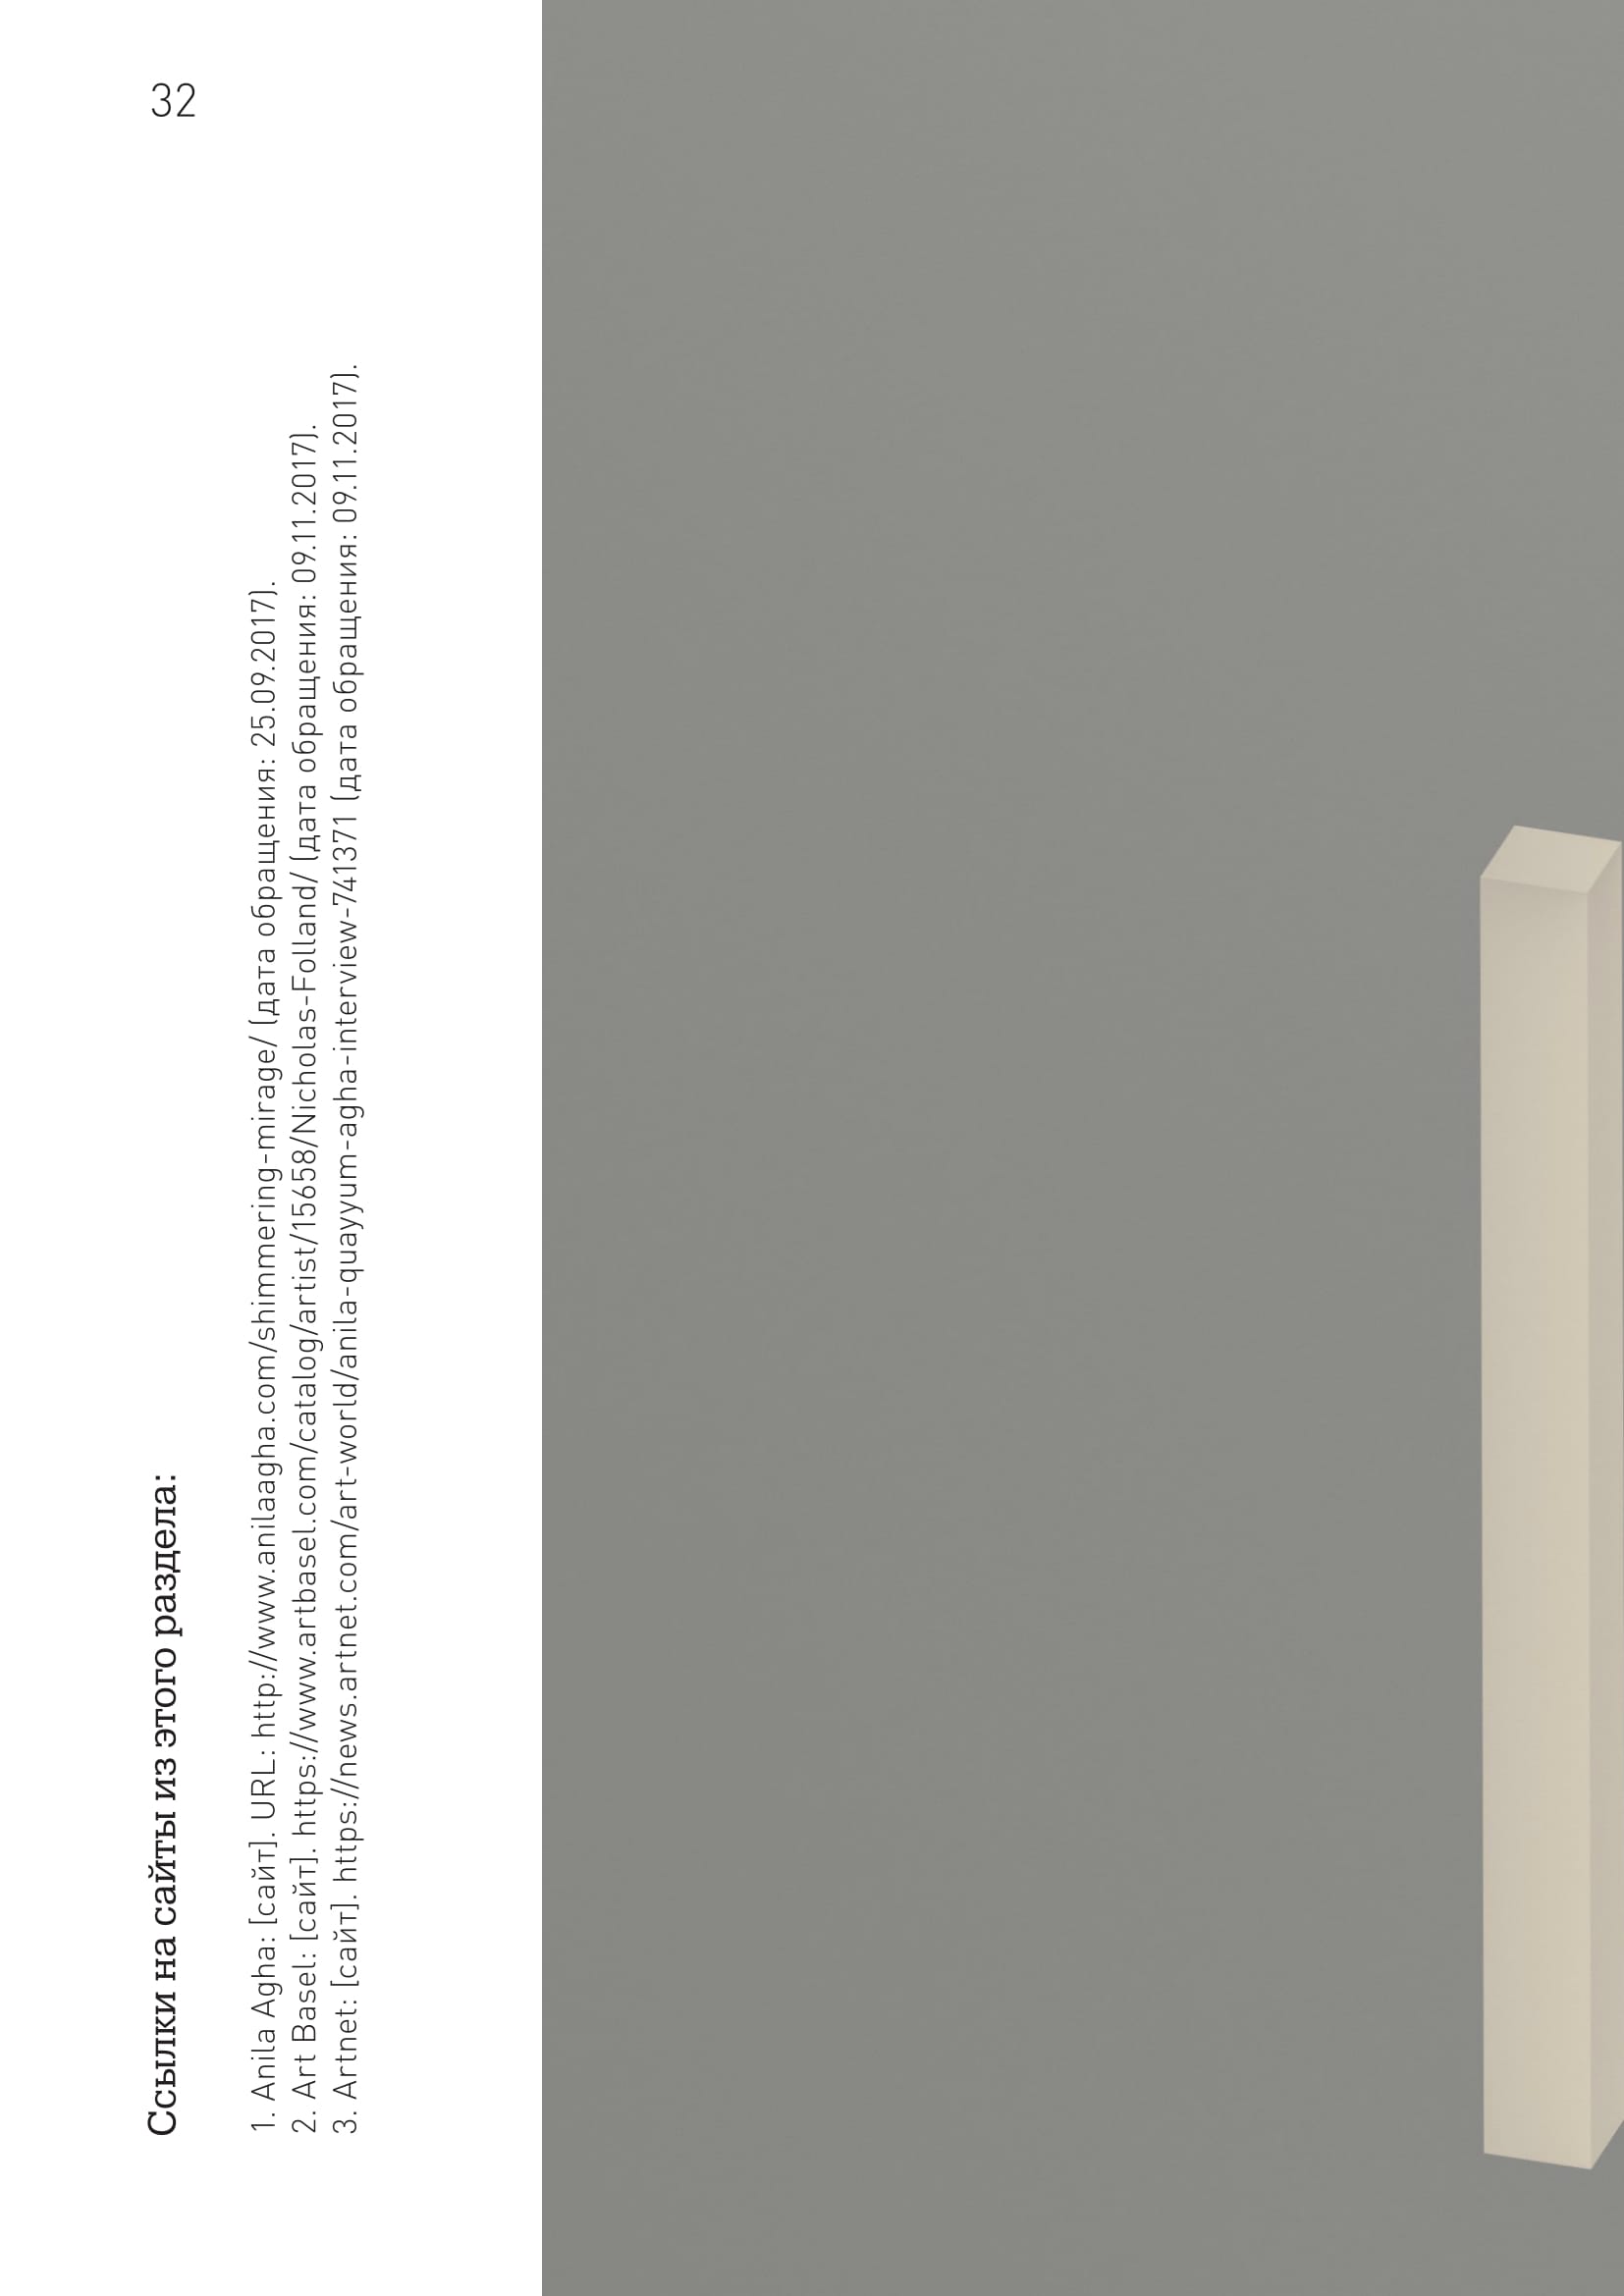 32
Ссылки на сайты из этого раздела:
1. Anila Agha: [сайт]. URL: http://www.anilaagha.com/shimmering-mirage/ (дата обращения: 25.09.2017).
2. Art Basel: [сайт]. https://www.artbasel.com/catalog/artist/15658/Nicholas-Folland/ (дата обращения: 09.11.2017).
3. Artnet: [сайт]. https://news.artnet.com/art-world/anila-quayyum-agha-interview-741371 (дата обращения: 09.11.2017).